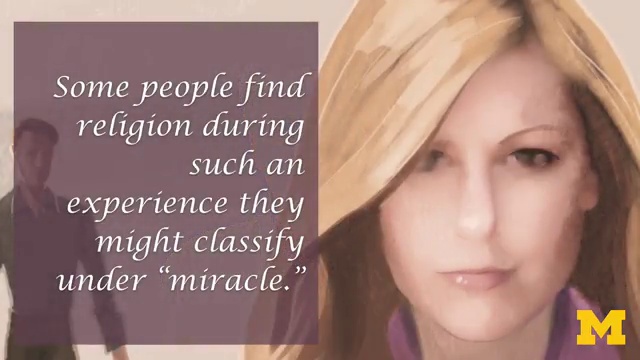 Some people find
religion during
such an
experience they
might classify
under “miracle.”
M